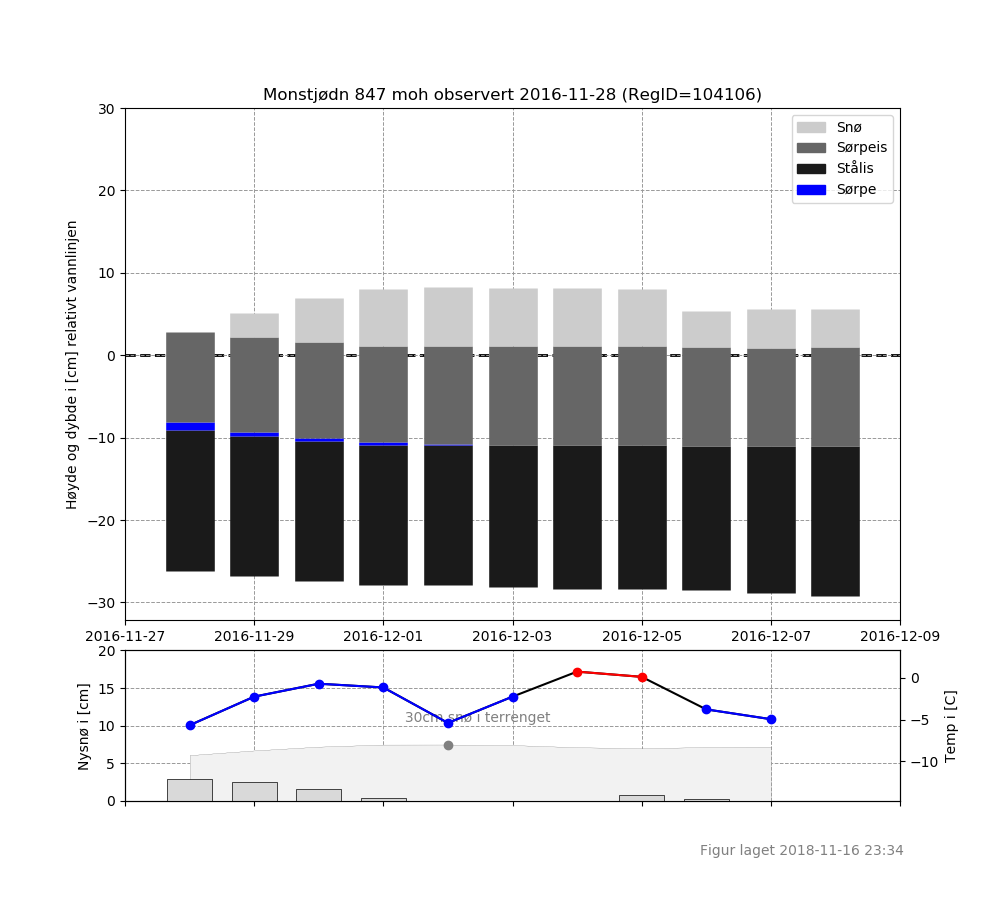 Monstjødn 847 moh observert 2016-11-28 (RegID=104106)
Høyde og dybde i [cm] relativt vannlinjen
30
20
10
0
−10
−20
−30
Snø
Sørpeis
Stålis
Sørpe
2016-11-27 2016-11-29 2016-12-01 2016-12-03 2016-12-05 2016-12-07 2016-12-09
Nysnø i [cm]
20
15
10
5
0
30cm snø i terrenget
0
−5
−10
Temp i [C]
Figur laget 2018-11-16 23:34